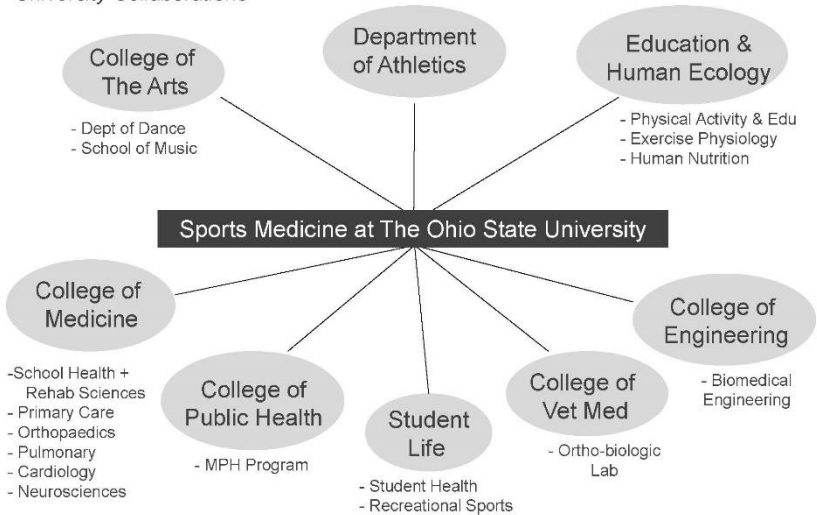 University Collaborations
College of
The Arts
- Dept of Dance
- School of Music
Department
of Athletics
Education &
Human Ecology
- Physical Activity & Edu
- Exercise Physiology
- Human Nutrition
Sports Medicine at The Ohio State University
College of
Medicine
-School Health +
Rehab Sciences
- Primary Care
- Orthopaedics
- Pulmonary
- Cardiology
- Neurosciences
College of
Public Health
- MPH Program
Student
Life
- Student Health
- Recreational Sports
College of
Vet Med
- Ortho-biologic
Lab
College of
Engineering
- Biomedical
Engineering